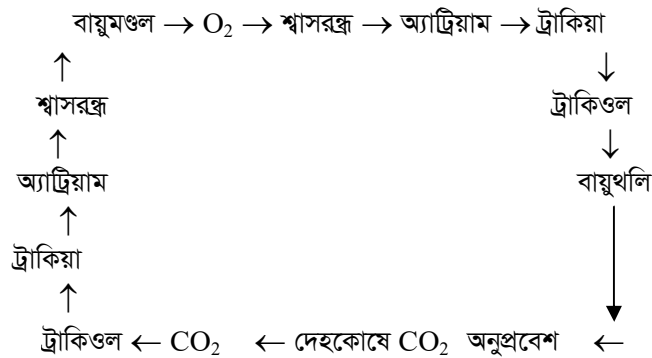 বায়ুমণ্ডল → O₂ → শ্বাসরন্ধ্র → অ্যাট্রিয়াম → ট্রাকিয়া
↑ ↓
শ্বাসরন্ধ্র ট্রাকিওল
↑ ↓
অ্যাট্রিয়াম বায়ুথলি
↑
ট্রাকিয়া
↑ ↓
ট্রাকিওল ← CO₂ ← দেহকোষে CO₂ অনুপ্রবেশ ←